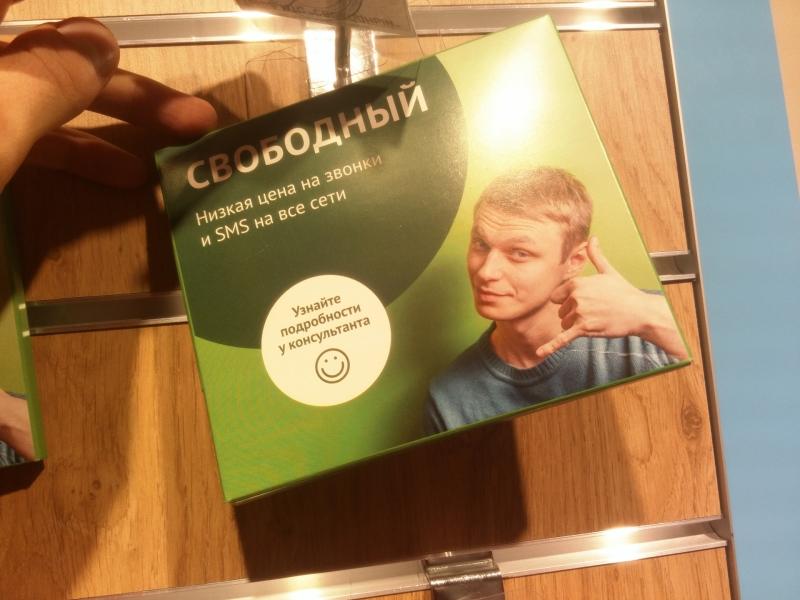 СВОБОДНЫЙ
Низкая цена на звонки
и SMS на все сети
Узнайте
подробности
у консультанта